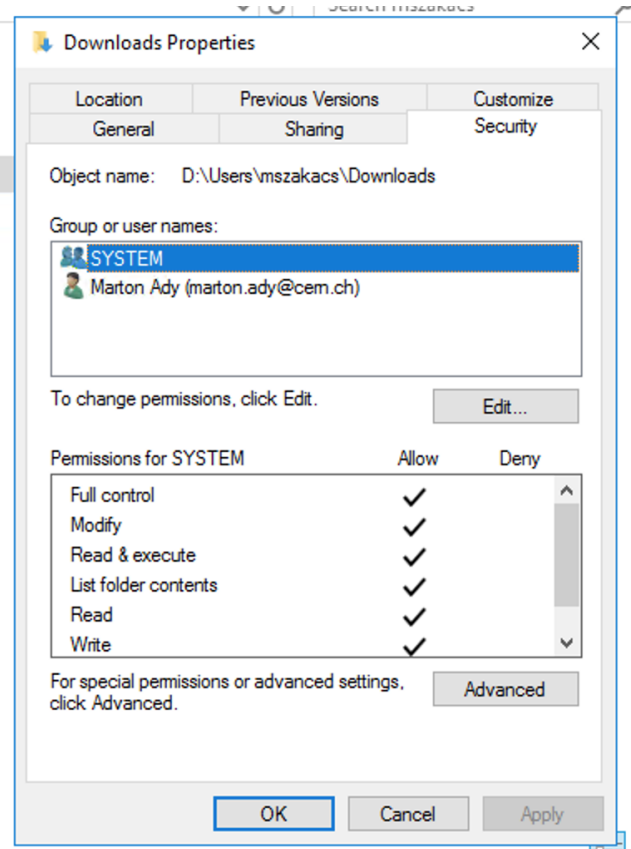 Search mszakacs
Downloads Properties
Location Previous Versions Customize
General Sharing Security
Object name: D:\Users\mszakacs\Downloads
Group or user names:
SYSTEM
Marton Ady (marton.ady@cern.ch)
To change permissions, click Edit.
Edit...
Permissions for SYSTEM Allow Deny
Full control
Modify
Read & execute
List folder contents
Read
Write
For special permissions or advanced settings,
click Advanced.
Advanced
OK Cancel Apply